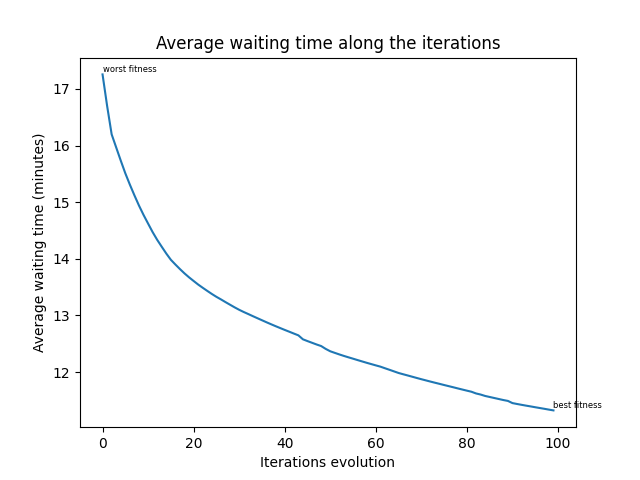 Average waiting time along the iterations
worst fitness
17
16
15
14
13
12
Average waiting time (minutes)
best fitness
0 20 40 60 80 100
Iterations evolution